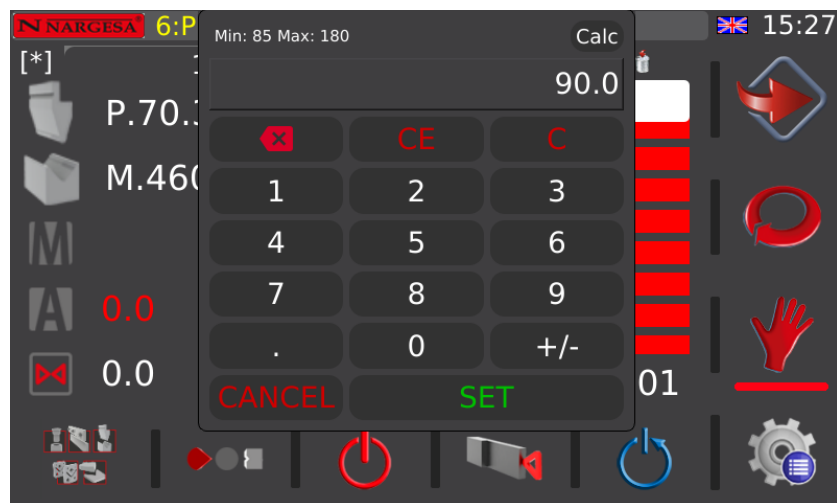 NARGESA 6:P 15:27
Min: 85 Max: 180 Calc
[*] 1
90.0
P.70.
CE C
M.460
1 2 3
4 5 6
M
7 8 9
A 0.0
. 0 +/-
0.0 01
CANCEL SET